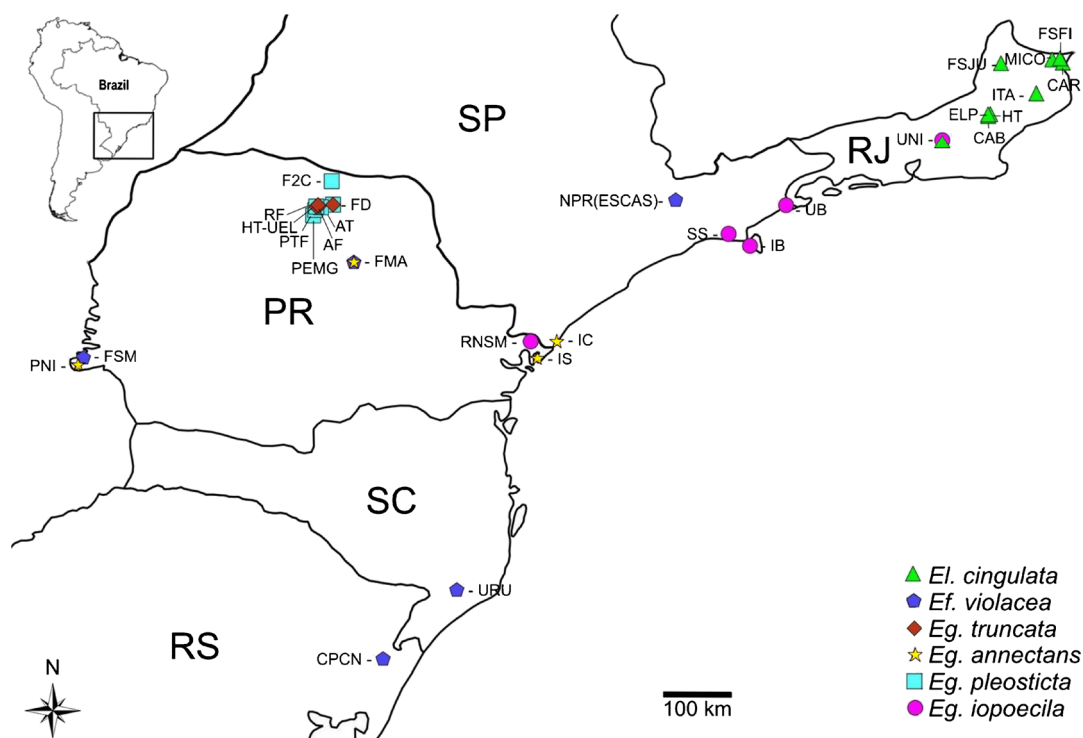 Brazil
SP
FSFI
FSJU -
MICO -
CAR
ITA -
ELP -
- HT
CAB
UNI -
RJ
F2C -
NPR(ESCAS)-
- FD
RF
- UB
HT-UEL
AT
SS -
PTF
AF
- IB
PEMG
- FMA
PR
RNSM -
- IC
- FSM
- IS
PNI -
SC
El. cingulata
- URU
Ef. violacea
Eg. truncata
RS
CPCN -
Eg. annectans
N
Eg. pleosticta
100 km
Eg. iopoecila